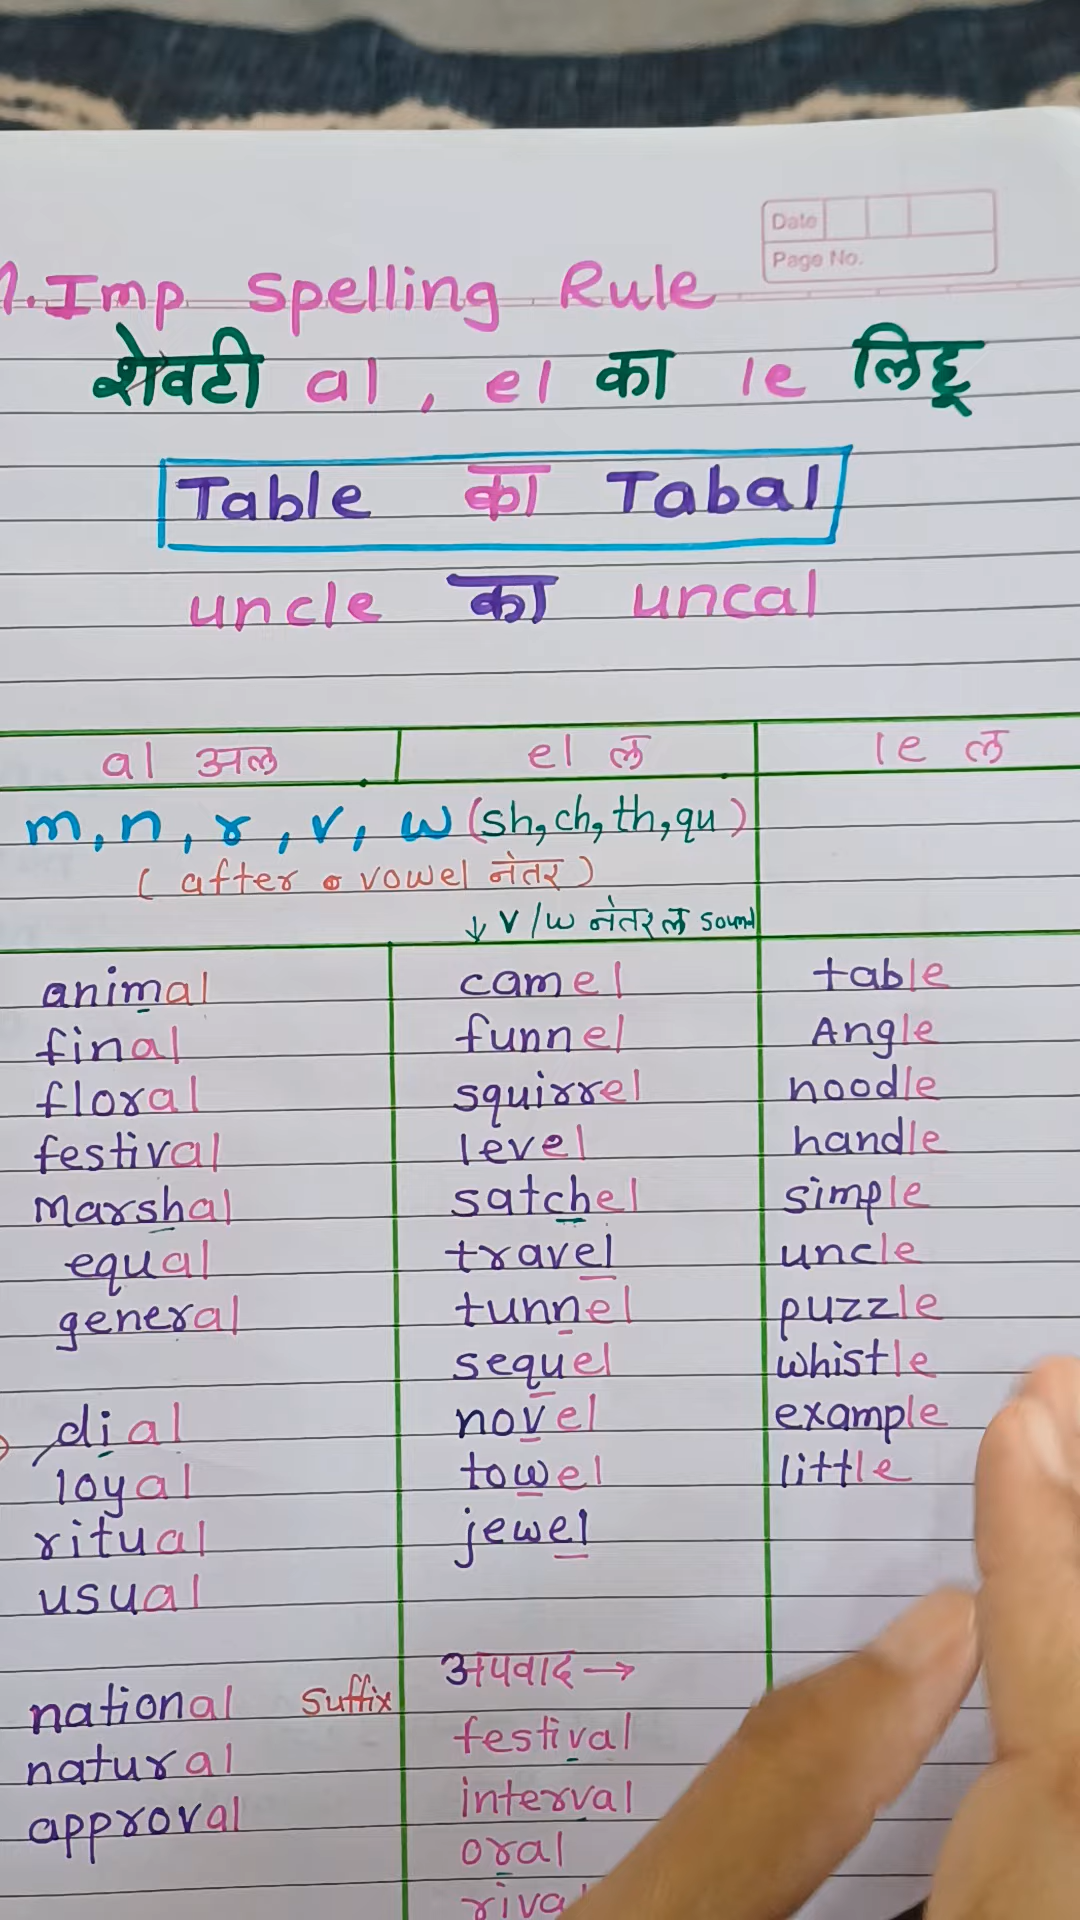 Date
Page No.
1. Imp Spelling Rule
शेवटी al, el का le लिहू
Table का Tabal
uncle का uncal
al अल el ल le ल
m, n, r, v, w (sh, ch, th, qu)
( after vowel नंतर )
↓ v/w नंतर ल sound
animal camel table
final funnel Angle
floral squirrel noodle
festival level handle
Marshal satchel simple
equal travel uncle
general tunnel puzzle
sequel whistle
dial novel example
loyal towel little
ritual jewel
usual
अपवाद →
national suffix festival
natural interval
approval oral